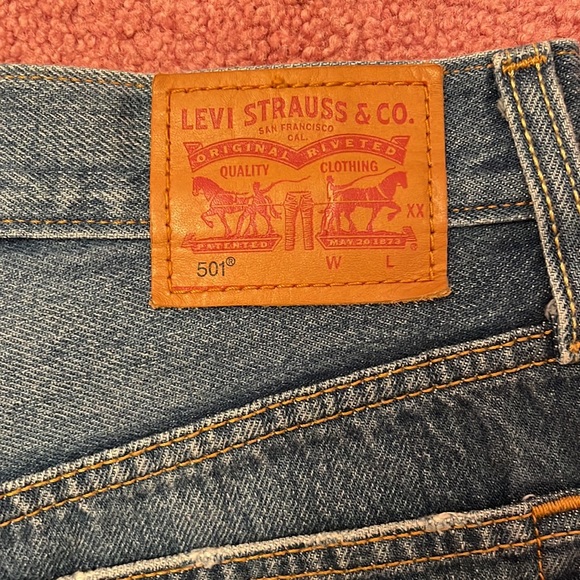 LEVI STRAUSS & CO.
SAN FRANCISCO
CAL.
ORIGINAL RIVETED
QUALITY CLOTHING
XX
PATENTED MAY 20 1873
501® W L